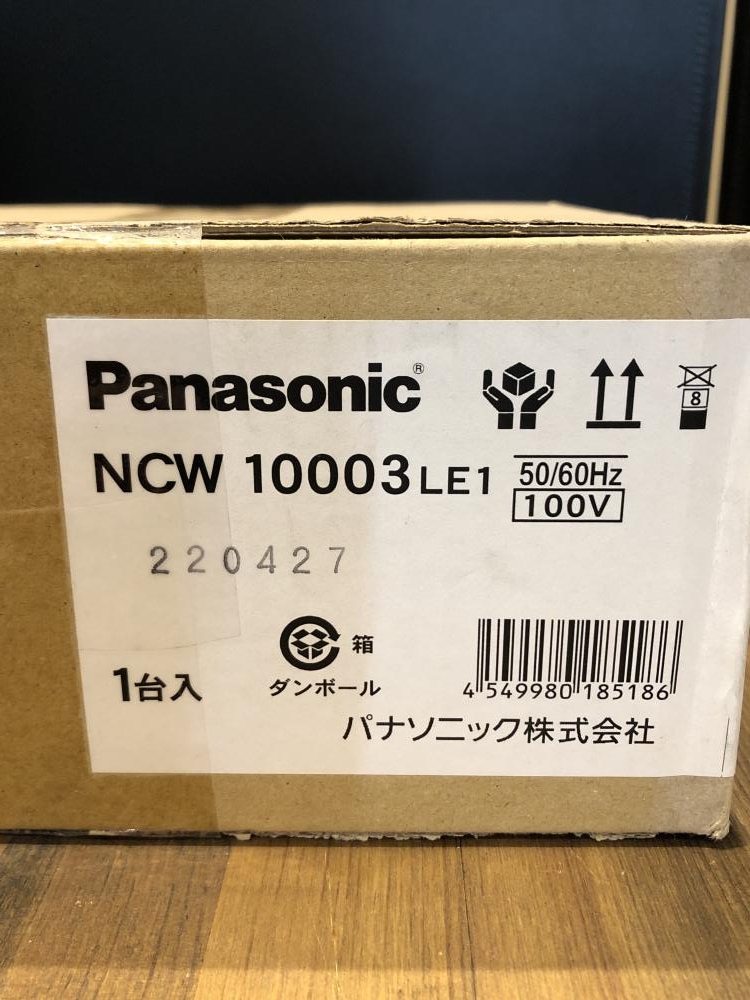 Panasonic®
8
NCW 10003 LE1
50/60Hz
100V
220427
箱
1台入
ダンボール
4 549980 185186
パナソニック株式会社